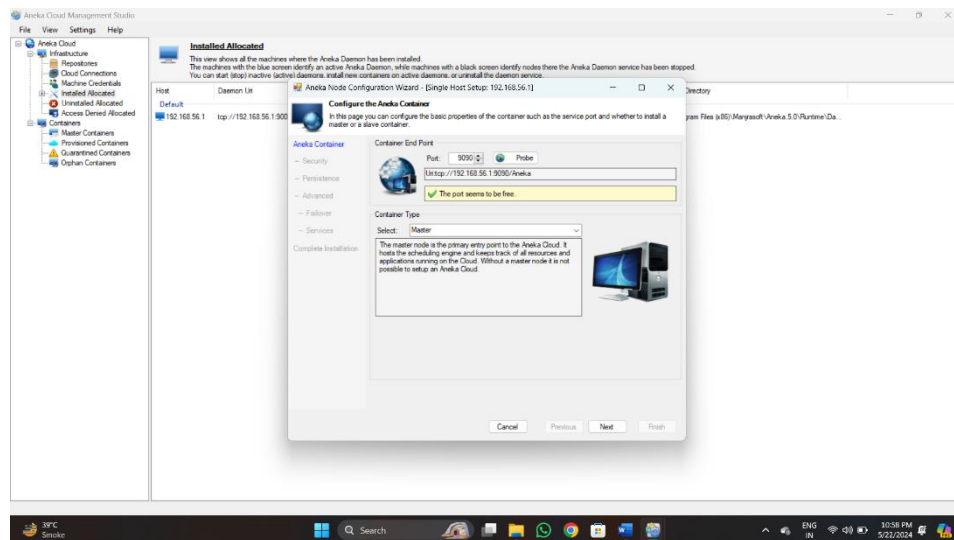 Aneka Cloud Management Studio
File View Settings Help
Aneka Cloud
Infrastructure
Repostores
Cloud Connections
Machine Credentials
Installed Allocated
Uninstalled Allocated
Access Denied Allocated
Containers
Master Containers
Provisioned Containers
Quarantined Containers
Orphan Containers
Installed Allocated
This view shows all the machines where the Aneka Daemon has been installed.
The machines with the blue screen identify an active Aneka Daemon, while machines with a black screen identify nodes there the Aneka Daemon service has been stopped.
You can start (stop) inactive (active) daemons, install new containers on active daemons, or uninstall the daemon service.
Host Daemon Uri Directory
Default
192.168.56.1 tcp://192.168.56.1:900 gram Files (x86)\Manjrasoft\Aneka.5.0\Runtime\Da...
Aneka Node Configuration Wizard - [Single Host Setup: 192.168.56.1]
Configure the Aneka Container
In this page you can configure the basic properties of the container such as the service port and whether to install a
master or a slave container.
Aneka Container
- Security
- Persistence
- Advanced
- Failover
- Services
Complete Installation
Container End Point
Port: 9090 Probe
Uri:tcp://192.168.56.1:9090/Aneka
The port seems to be free.
Container Type
Select: Master
The master node is the primary entry point to the Aneka Cloud. It
hosts the scheduling engine and keeps track of all resources and
applications running on the Cloud. Without a master node it is not
possible to setup an Aneka Cloud.
Cancel Previous Next Finish
39°C
Smoke
Search
ENG
IN
10:58 PM
5/22/2024